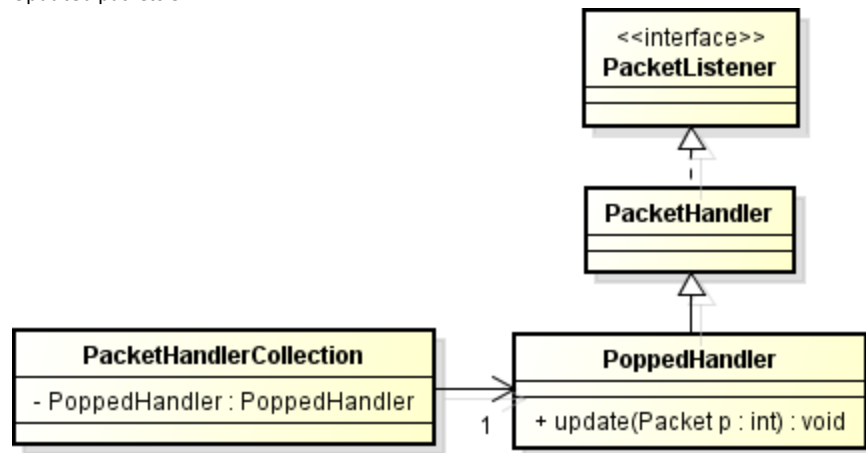 <<interface>>
PacketListener
PacketHandler
PacketHandlerCollection
- PoppedHandler : PoppedHandler
1
PoppedHandler
+ update(Packet p : int) : void